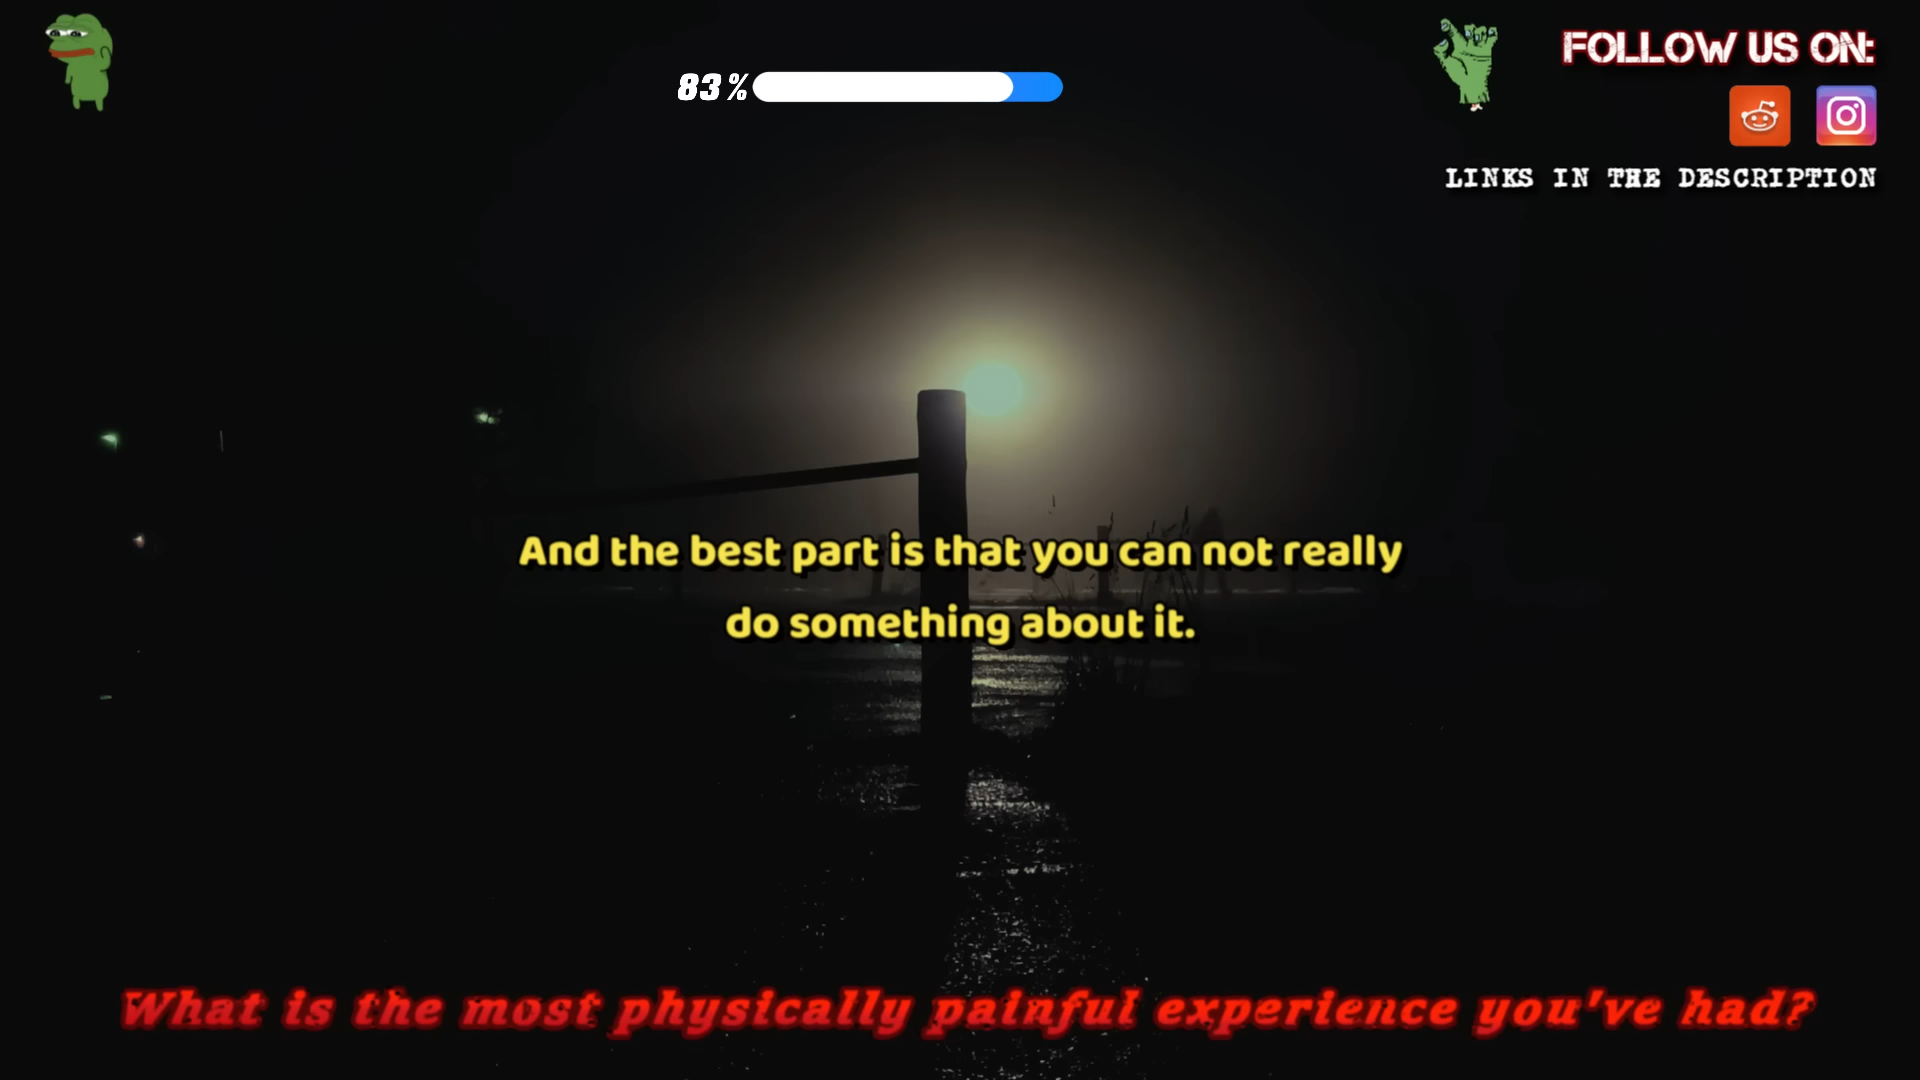 83%
FOLLOW US ON:
LINKS IN THE DESCRIPTION
And the best part is that you can not really
do something about it.
What is the most physically painful experience you've had?